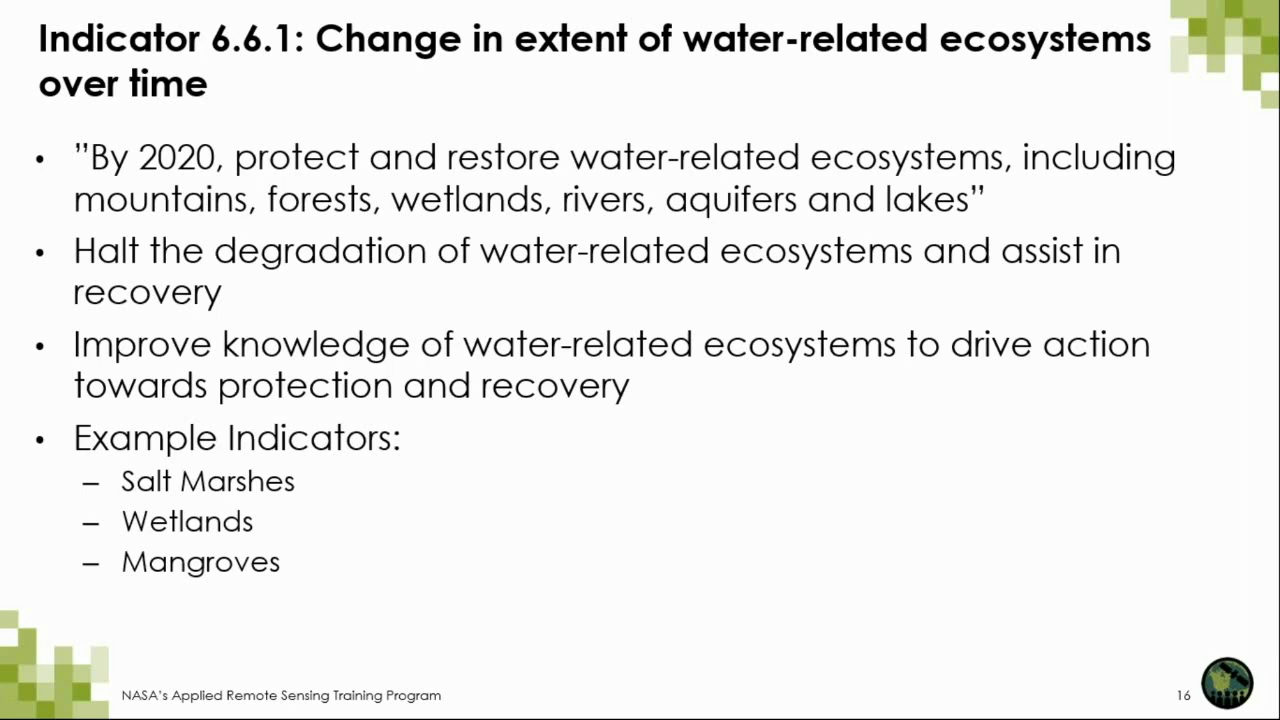 Indicator 6.6.1: Change in extent of water-related ecosystems
over time
• ”By 2020, protect and restore water-related ecosystems, including
mountains, forests, wetlands, rivers, aquifers and lakes”
• Halt the degradation of water-related ecosystems and assist in
recovery
• Improve knowledge of water-related ecosystems to drive action
towards protection and recovery
• Example Indicators:
– Salt Marshes
– Wetlands
– Mangroves
NASA’s Applied Remote Sensing Training Program
16